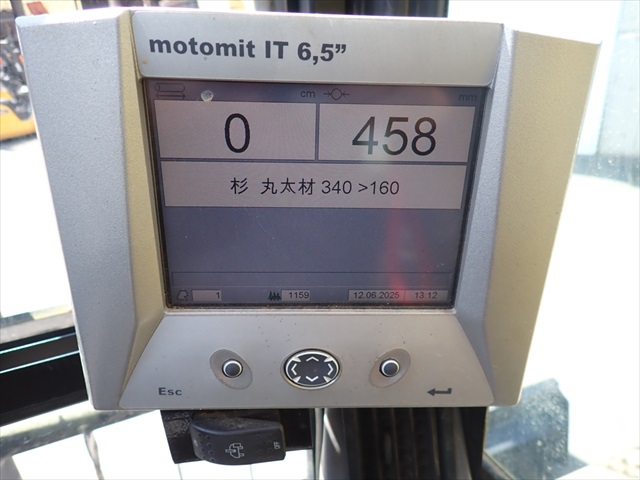 motomit IT 6,5”
cm mm
0 458
杉 丸太材 340 >160
1 1159 12.06.2025 13:12
Esc
OFF